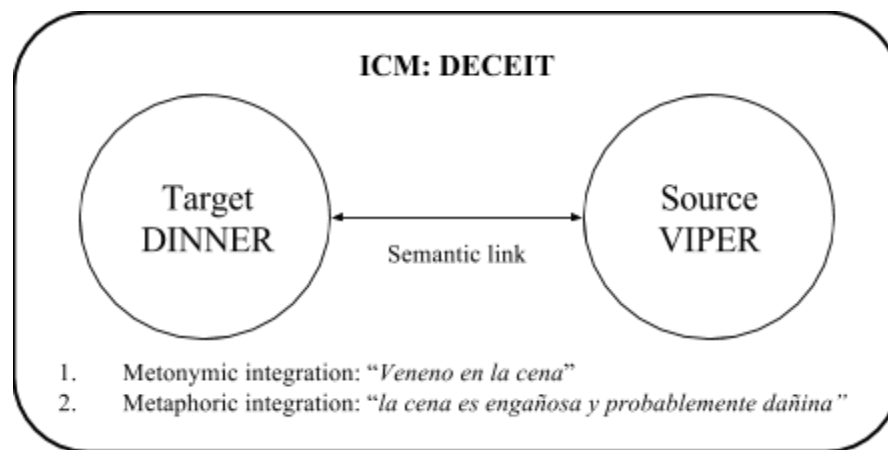 ICM: DECEIT
Target
DINNER
Source
VIPER
Semantic link
1. Metonymic integration: “Veneno en la cena”
2. Metaphoric integration: “la cena es engañosa y probablemente dañina”